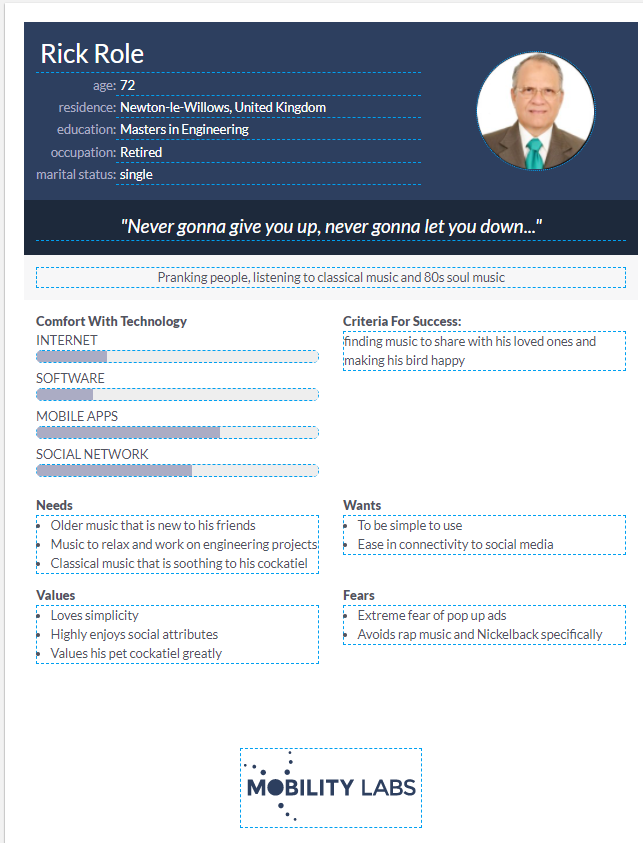 Rick Role
age: 72
residence: Newton-le-Willows, United Kingdom
education: Masters in Engineering
occupation: Retired
marital status: single
"Never gonna give you up, never gonna let you down..."
Pranking people, listening to classical music and 80s soul music
Comfort With Technology
INTERNET
SOFTWARE
MOBILE APPS
SOCIAL NETWORK
Criteria For Success:
finding music to share with his loved ones and
making his bird happy
Needs
Older music that is new to his friends
Music to relax and work on engineering projects
Classical music that is soothing to his cockatiel
Wants
To be simple to use
Ease in connectivity to social media
Values
Loves simplicity
Highly enjoys social attributes
Values his pet cockatiel greatly
Fears
Extreme fear of pop up ads
Avoids rap music and Nickelback specifically
MOBILITY LABS